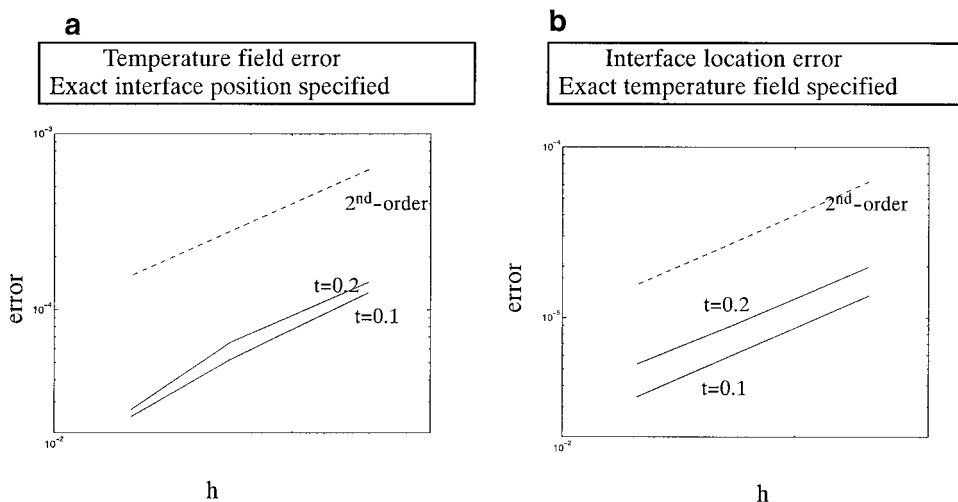 a
Temperature field error
Exact interface position specified
10⁻³
2ⁿᵈ-order
t=0.2
10⁻⁴
t=0.1
error
10⁻²
h
b
Interface location error
Exact temperature field specified
10⁻⁴
2ⁿᵈ-order
t=0.2
10⁻⁵
t=0.1
error
10⁻²
h